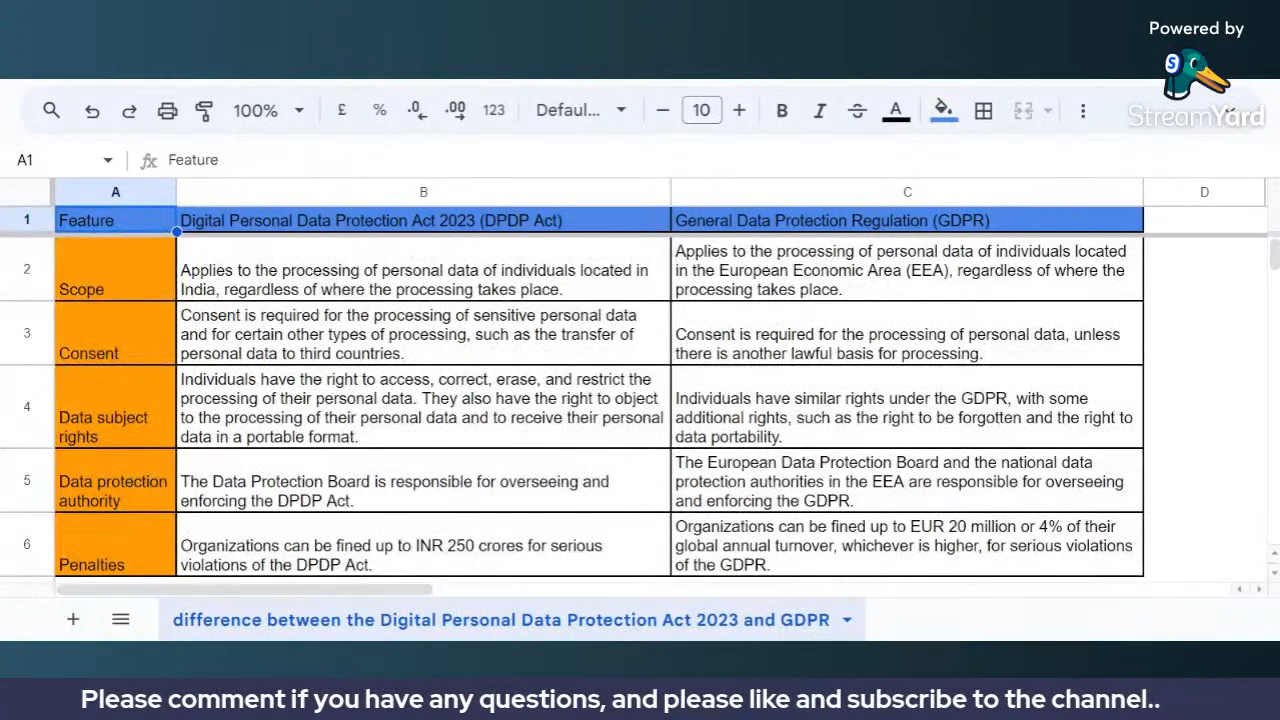 Powered by
S
StreamYard
100%
£
%
.0
.00
123
Defaul...
10
B
I
A
A1
fx
Feature
A
B
C
D
1
Feature
Digital Personal Data Protection Act 2023 (DPDP Act)
General Data Protection Regulation (GDPR)
2
Scope
Applies to the processing of personal data of individuals located in
India, regardless of where the processing takes place.
Applies to the processing of personal data of individuals located
in the European Economic Area (EEA), regardless of where the
processing takes place.
3
Consent
Consent is required for the processing of sensitive personal data
and for certain other types of processing, such as the transfer of
personal data to third countries.
Consent is required for the processing of personal data, unless
there is another lawful basis for processing.
4
Data subject
rights
Individuals have the right to access, correct, erase, and restrict the
processing of their personal data. They also have the right to object
to the processing of their personal data and to receive their personal
data in a portable format.
Individuals have similar rights under the GDPR, with some
additional rights, such as the right to be forgotten and the right to
data portability.
5
Data protection
authority
The Data Protection Board is responsible for overseeing and
enforcing the DPDP Act.
The European Data Protection Board and the national data
protection authorities in the EEA are responsible for overseeing
and enforcing the GDPR.
6
Penalties
Organizations can be fined up to INR 250 crores for serious
violations of the DPDP Act.
Organizations can be fined up to EUR 20 million or 4% of their
global annual turnover, whichever is higher, for serious violations
of the GDPR.
difference between the Digital Personal Data Protection Act 2023 and GDPR
Please comment if you have any questions, and please like and subscribe to the channel..